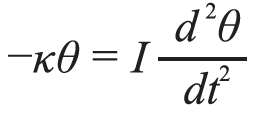 −κθ = I d²θ/dt²